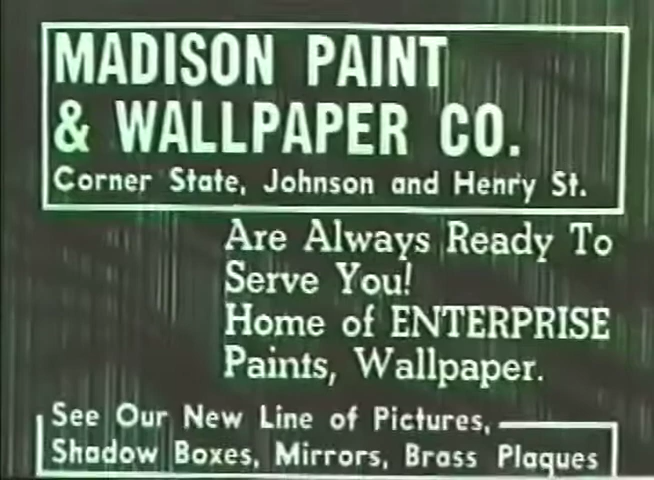 MADISON PAINT
& WALLPAPER CO.
Corner State, Johnson and Henry St.
Are Always Ready To
Serve You!
Home of ENTERPRISE
Paints, Wallpaper.
See Our New Line of Pictures,
Shadow Boxes, Mirrors, Brass Plaques